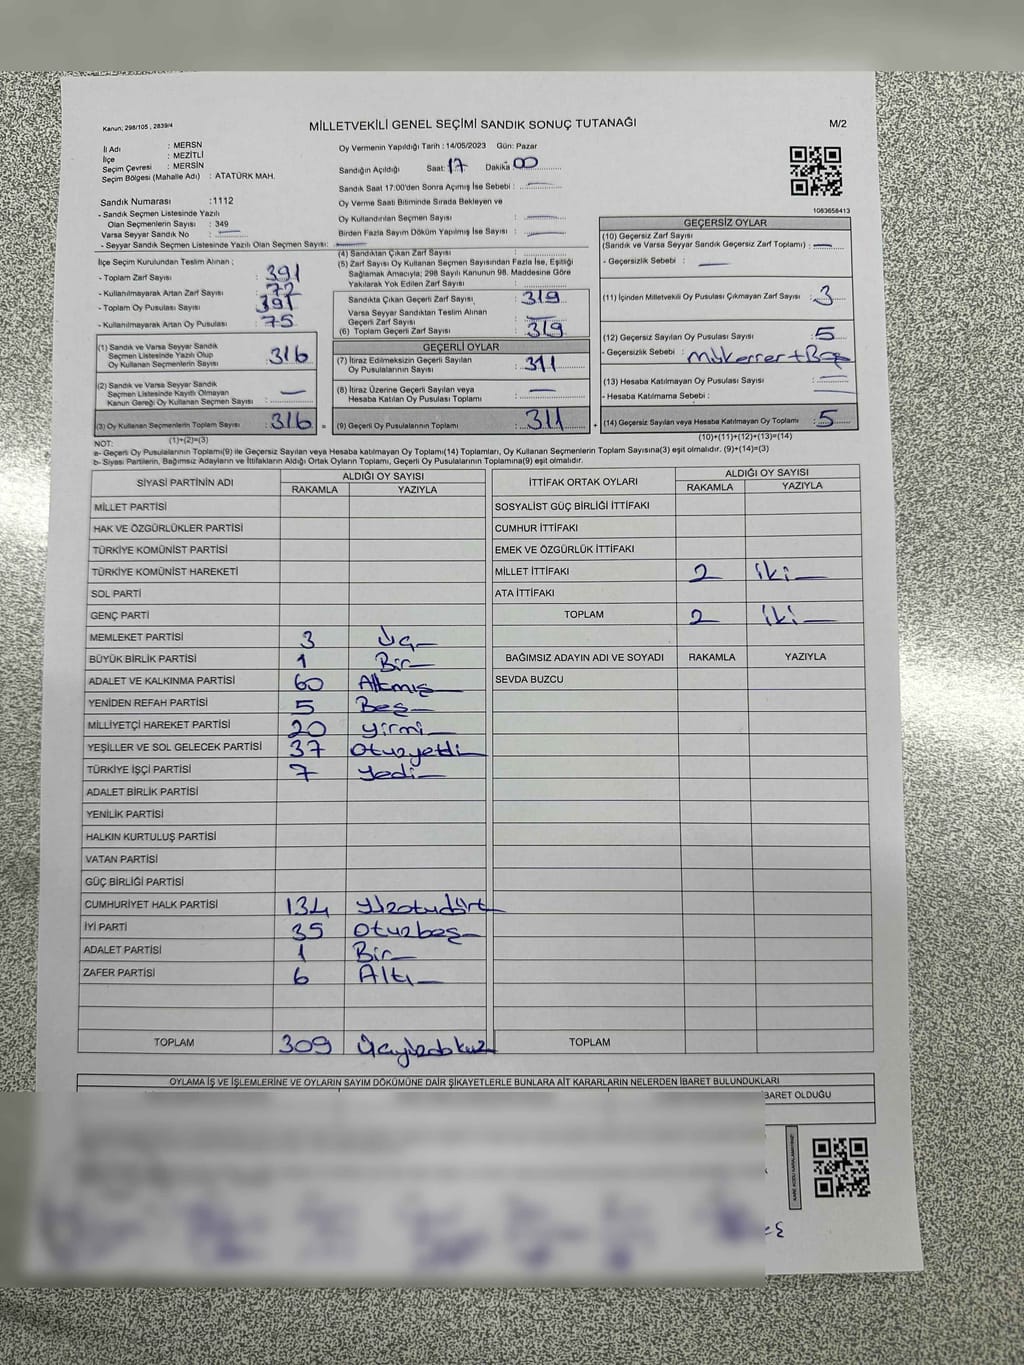 Kanun; 298/105 , 2839/4
MİLLETVEKİLİ GENEL SEÇİMİ SANDIK SONUÇ TUTANAĞI
M/2
İl Adı : MERSN
İlçe : MEZİTLİ
Seçim Çevresi : MERSİN
Seçim Bölgesi (Mahalle Adı) : ATATÜRK MAH.
Sandık Numarası :1112
- Sandık Seçmen Listesinde Yazılı
Olan Seçmenlerin Sayısı : 349
Varsa Seyyar Sandık No :
- Seyyar Sandık Seçmen Listesinde Yazılı Olan Seçmen Sayısı:
Oy Vermenin Yapıldığı Tarih : 14/05/2023 Gün: Pazar
Sandığın Açıldığı Saat: 17 Dakika: 00
Sandık Saat 17:00'den Sonra Açımış İse Sebebi :
Oy Verme Saati Bitiminde Sırada Bekleyen ve
Oy Kullandırılan Seçmen Sayısı :
Birden Fazla Sayım Döküm Yapılmış İse Sayısı :
1083658413
İlçe Seçim Kurulundan Teslim Alınan ;
- Toplam Zarf Sayısı : 391
- Kullanılmayarak Artan Zarf Sayısı : 72
- Toplam Oy Pusulası : 391
- Kullanılmayarak Artan Oy Pusulası : 75
(1) Sandık ve Varsa Seyyar Sandık
Seçmen Listesinde Yazılı Olup
Oy Kullanan Seçmenlerin Sayısı : 316
(2) Sandık ve Varsa Seyyar Sandık
Seçmen Listesinde Kayıtlı Olmayan
Kanun Gereği Oy Kullanan Seçmen Sayısı :
(3) Oy Kullanan Seçmenlerin Toplam Sayısı : 316 =
(1)+(2)=(3)
(4) Sandıktan Çıkan Zarf Sayısı
(5) Zarf Sayısı Oy Kullanan Seçmen Sayısından Fazla İse, Eşitliği
Sağlamak Amacıyla; 298 Sayılı Kanunun 98. Maddesine Göre
Yakılarak Yok Edilen Zarf Sayısı :
Sandıkta Çıkan Geçerli Zarf Sayısı : 319
Varsa Seyyar Sandıktan Teslim Alınan
Geçerli Zarf Sayısı :
(6) Toplam Geçerli Zarf Sayısı : 319
GEÇERLİ OYLAR
(7) İtiraz Edilmeksizin Geçerli Sayılan
Oy Pusulalarının Sayısı : 311
(8) İtiraz Üzerine Geçerli Sayılan veya
Hesaba Katılan Oy Pusulası Toplamı :
(9) Geçerli Oy Pusulalarının Toplamı : 311 +
GEÇERSİZ OYLAR
(10) Geçersiz Zarf Sayısı
(Sandık ve Varsa Seyyar Sandık Geçersiz Zarf Toplamı) :
- Geçersizlik Sebebi :
(11) İçinden Milletvekili Oy Pusulası Çıkmayan Zarf Sayısı : 3
(12) Geçersiz Sayılan Oy Pusulası Sayısı : 5
- Geçersizlik Sebebi : mükerrer+Boş
(13) Hesaba Katılmayan Oy Pusulası Sayısı :
- Hesaba Katılmama Sebebi :
(14) Geçersiz Sayılan veya Hesaba Katılmayan Oy Toplamı : 5
(10)+(11)+(12)+(13)=(14)
NOT:
a- Geçerli Oy Pusulalarının Toplamı(9) ile Geçersiz Sayılan veya Hesaba katılmayan Oy Toplamı(14) Toplamları, Oy Kullanan Seçmenlerin Toplam Sayısına(3) eşit olmalıdır. (9)+(14)=(3)
b- Siyasi Partilerin, Bağımsız Adayların ve İttifakların Aldığı Ortak Oyların Toplamı, Geçerli Oy Pusulalarının Toplamına(9) eşit olmalıdır.
SİYASİ PARTİNİN ADI ALDIĞI OY SAYISI
RAKAMLA YAZIYLA
MİLLET PARTİSİ
HAK VE ÖZGÜRLÜKLER PARTİSİ
TÜRKİYE KOMÜNİST PARTİSİ
TÜRKİYE KOMÜNİST HAREKETİ
SOL PARTİ
GENÇ PARTİ
MEMLEKET PARTİSİ 3 Üç
BÜYÜK BİRLİK PARTİSİ 1 Bir
ADALET VE KALKINMA PARTİSİ 60 Altmış
YENİDEN REFAH PARTİSİ 5 Beş
MİLLİYETÇİ HAREKET PARTİSİ 20 yirmi
YEŞİLLER VE SOL GELECEK PARTİSİ 37 otuzyedi
TÜRKİYE İŞÇİ PARTİSİ 7 yedi
ADALET BİRLİK PARTİSİ
YENİLİK PARTİSİ
HALKIN KURTULUŞ PARTİSİ
VATAN PARTİSİ
GÜÇ BİRLİĞİ PARTİSİ
CUMHURİYET HALK PARTİSİ 134
İYİ PARTİ 35 otuzbeş
ADALET PARTİSİ 1 Bir
ZAFER PARTİSİ 6 Altı
TOPLAM 309
İTTİFAK ORTAK OYLARI ALDIĞI OY SAYISI
RAKAMLA YAZIYLA
SOSYALİST GÜÇ BİRLİĞİ İTTİFAKI
CUMHUR İTTİFAKI
EMEK VE ÖZGÜRLÜK İTTİFAKI
MİLLET İTTİFAKI 2 iki
ATA İTTİFAKI
TOPLAM 2 iki
BAĞIMSIZ ADAYIN ADI VE SOYADI RAKAMLA YAZIYLA
SEVDA BUZCU
TOPLAM
OYLAMA İŞ VE İŞLEMLERİNE VE OYLARIN SAYIM DÖKÜMÜNE DAİR ŞİKAYETLERLE BUNLARA AİT KARARLARIN NELERDEN İBARET BULUNDUKLARI
İBARET OLDUĞU